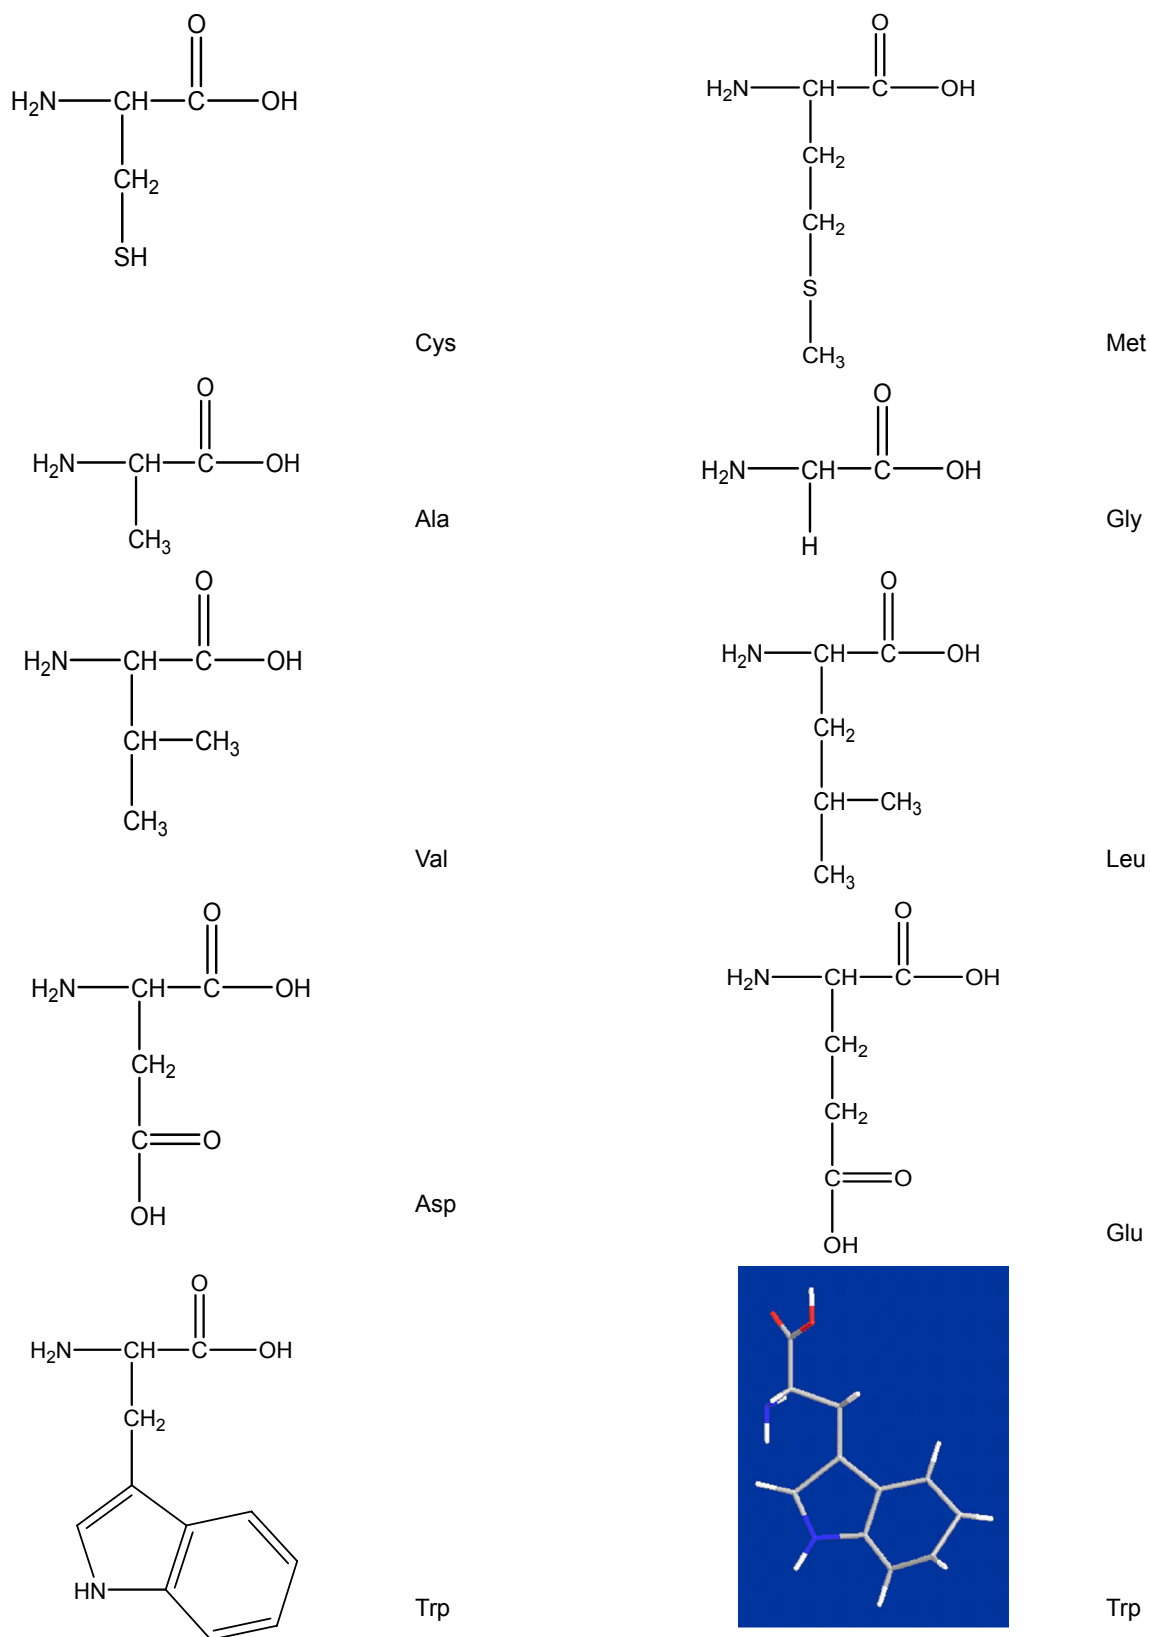 O O
H₂N CH C OH H₂N CH C OH
CH₂ CH₂
SH CH₂
S
CH₃
Cys Met
O O
H₂N CH C OH H₂N CH C OH
CH₃ H
Ala Gly
O O
H₂N CH C OH H₂N CH C OH
CH CH₃ CH₂
CH₃ CH CH₃
CH₃
Val Leu
O O
H₂N CH C OH H₂N CH C OH
CH₂ CH₂
C O CH₂
OH C O
OH
Asp Glu
O
H₂N CH C OH
CH₂
HN
Trp Trp